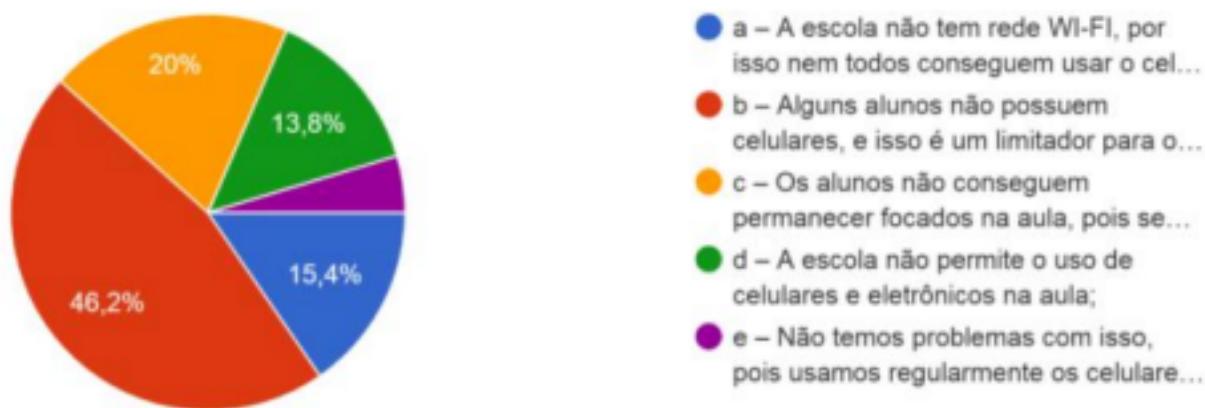 20%
13,8%
15,4%
46,2%
a – A escola não tem rede WI-FI, por
isso nem todos conseguem usar o cel...
b – Alguns alunos não possuem
celulares, e isso é um limitador para o...
c – Os alunos não conseguem
permanecer focados na aula, pois se...
d – A escola não permite o uso de
celulares e eletrônicos na aula;
e – Não temos problemas com isso,
pois usamos regularmente os celulare...